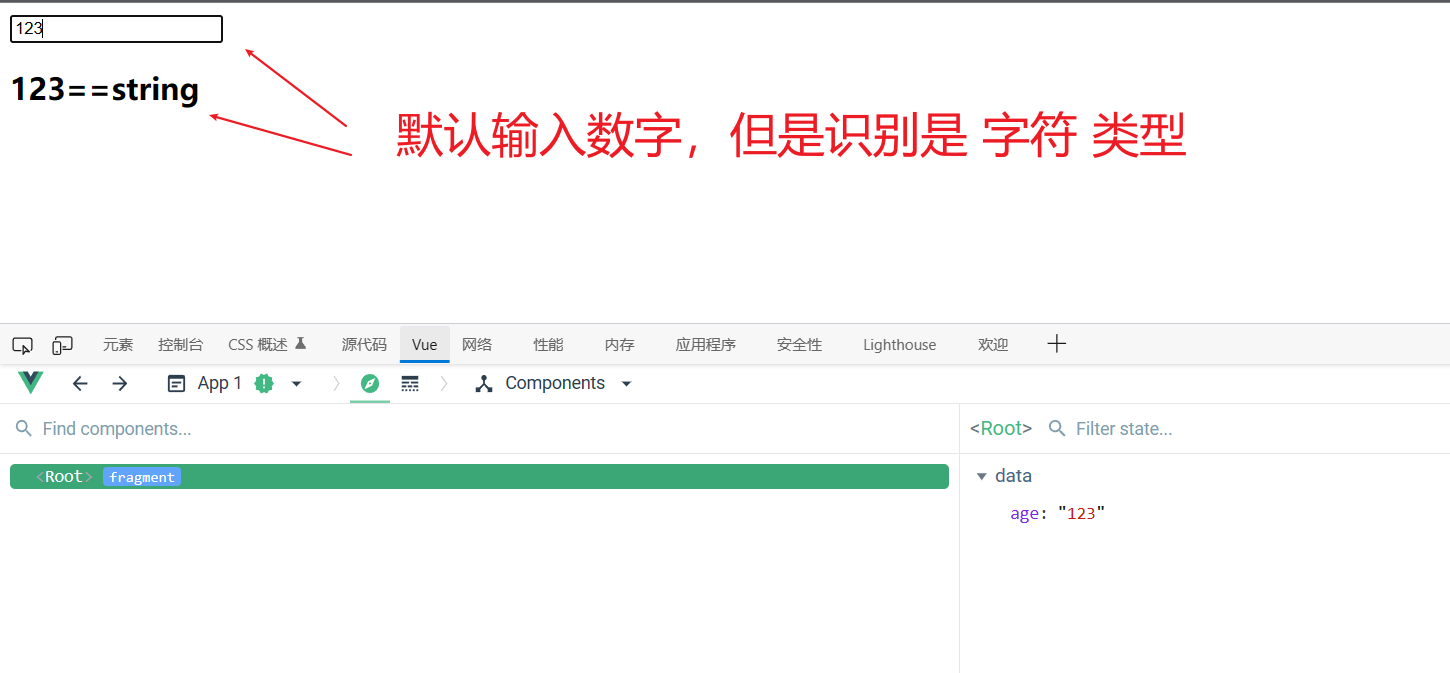 123
123==string
默认输入数字，但是识别是 字符 类型
元素 控制台 CSS 概述 源代码 Vue 网络 性能 内存 应用程序 安全性 Lighthouse 欢迎
App 1 Components
Find components...
<Root> Filter state...
<Root> fragment
data
age: "123"